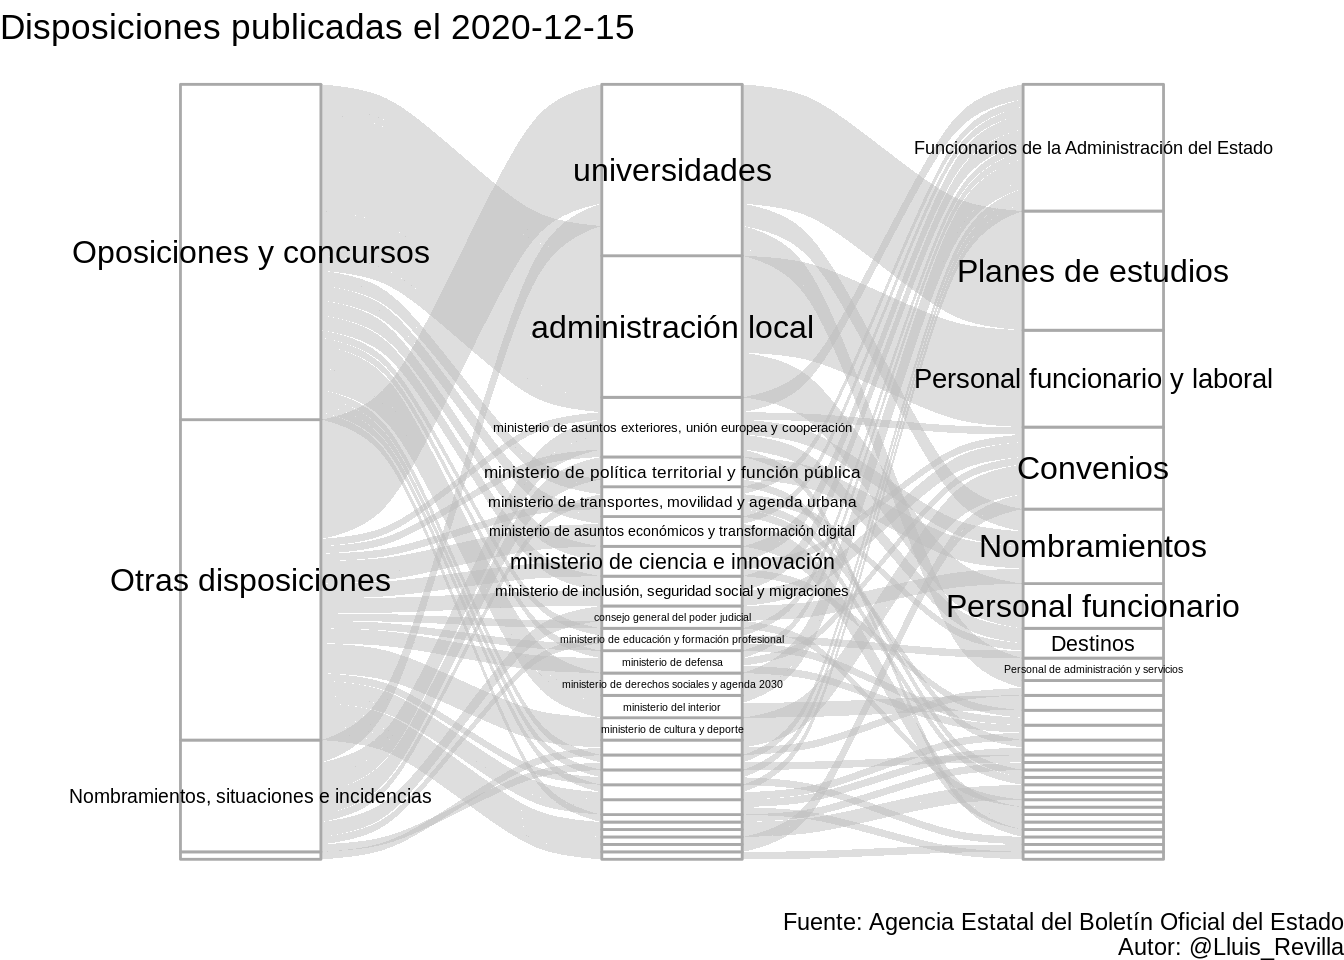 Disposiciones publicadas el 2020-12-15
Oposiciones y concursos
Otras disposiciones
Nombramientos, situaciones e incidencias
universidades
administración local
ministerio de asuntos exteriores, unión europea y cooperación
ministerio de política territorial y función pública
ministerio de transportes, movilidad y agenda urbana
ministerio de asuntos económicos y transformación digital
ministerio de ciencia e innovación
ministerio de inclusión, seguridad social y migraciones
consejo general del poder judicial
ministerio de educación y formación profesional
ministerio de defensa
ministerio de derechos sociales y agenda 2030
ministerio del interior
ministerio de cultura y deporte
Funcionarios de la Administración del Estado
Planes de estudios
Personal funcionario y laboral
Convenios
Nombramientos
Personal funcionario
Destinos
Personal de administración y servicios
Fuente: Agencia Estatal del Boletín Oficial del Estado
Autor: @Lluis_Revilla